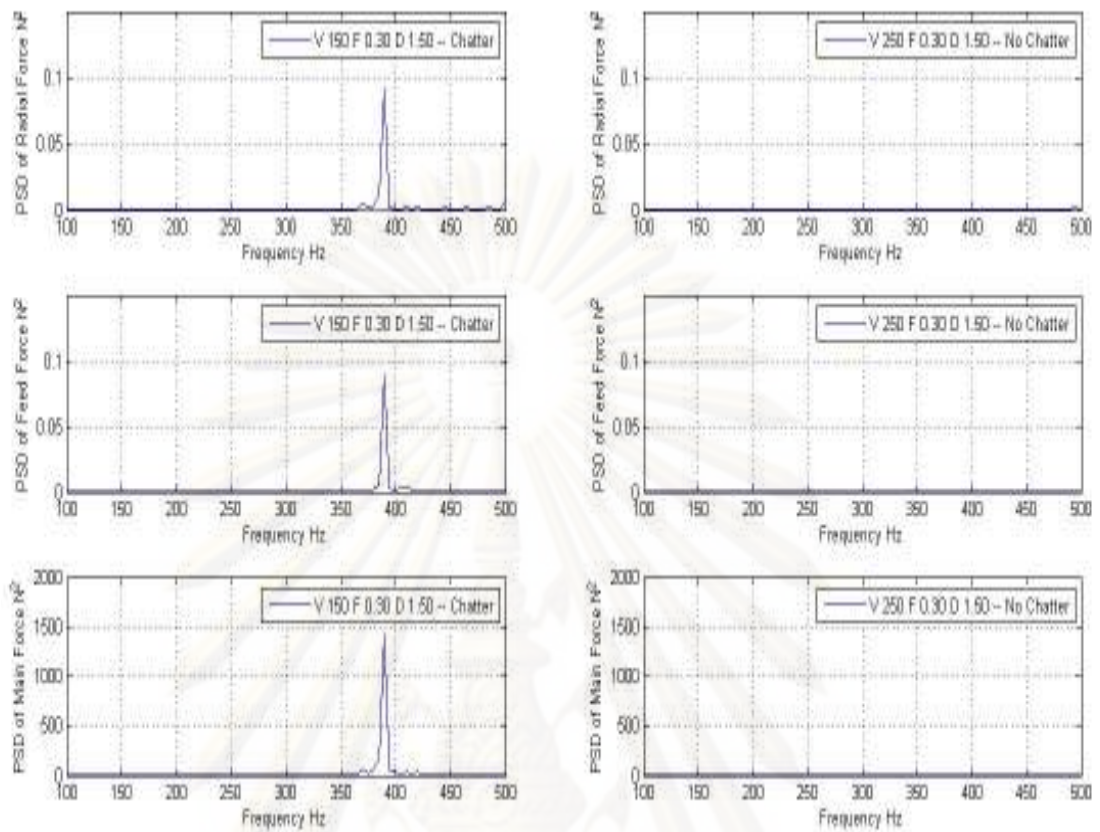 PSD of Radial Force N²
V 150 F 0.30 D 1.50 – Chatter
0.1
0.05
0
100 150 200 250 300 350 400 450 500
Frequency Hz
PSD of Radial Force N²
V 250 F 0.30 D 1.50 – No Chatter
0.1
0.05
0
100 150 200 250 300 350 400 450 500
Frequency Hz
PSD of Feed Force N²
V 150 F 0.30 D 1.50 – Chatter
0.1
0.05
0
100 150 200 250 300 350 400 450 500
Frequency Hz
PSD of Feed Force N²
V 250 F 0.30 D 1.50 – No Chatter
0.1
0.05
0
100 150 200 250 300 350 400 450 500
Frequency Hz
PSD of Main Force N²
V 150 F 0.30 D 1.50 – Chatter
2000
1500
1000
500
0
100 150 200 250 300 350 400 450 500
Frequency Hz
PSD of Main Force N²
V 250 F 0.30 D 1.50 – No Chatter
2000
1500
1000
500
0
100 150 200 250 300 350 400 450 500
Frequency Hz